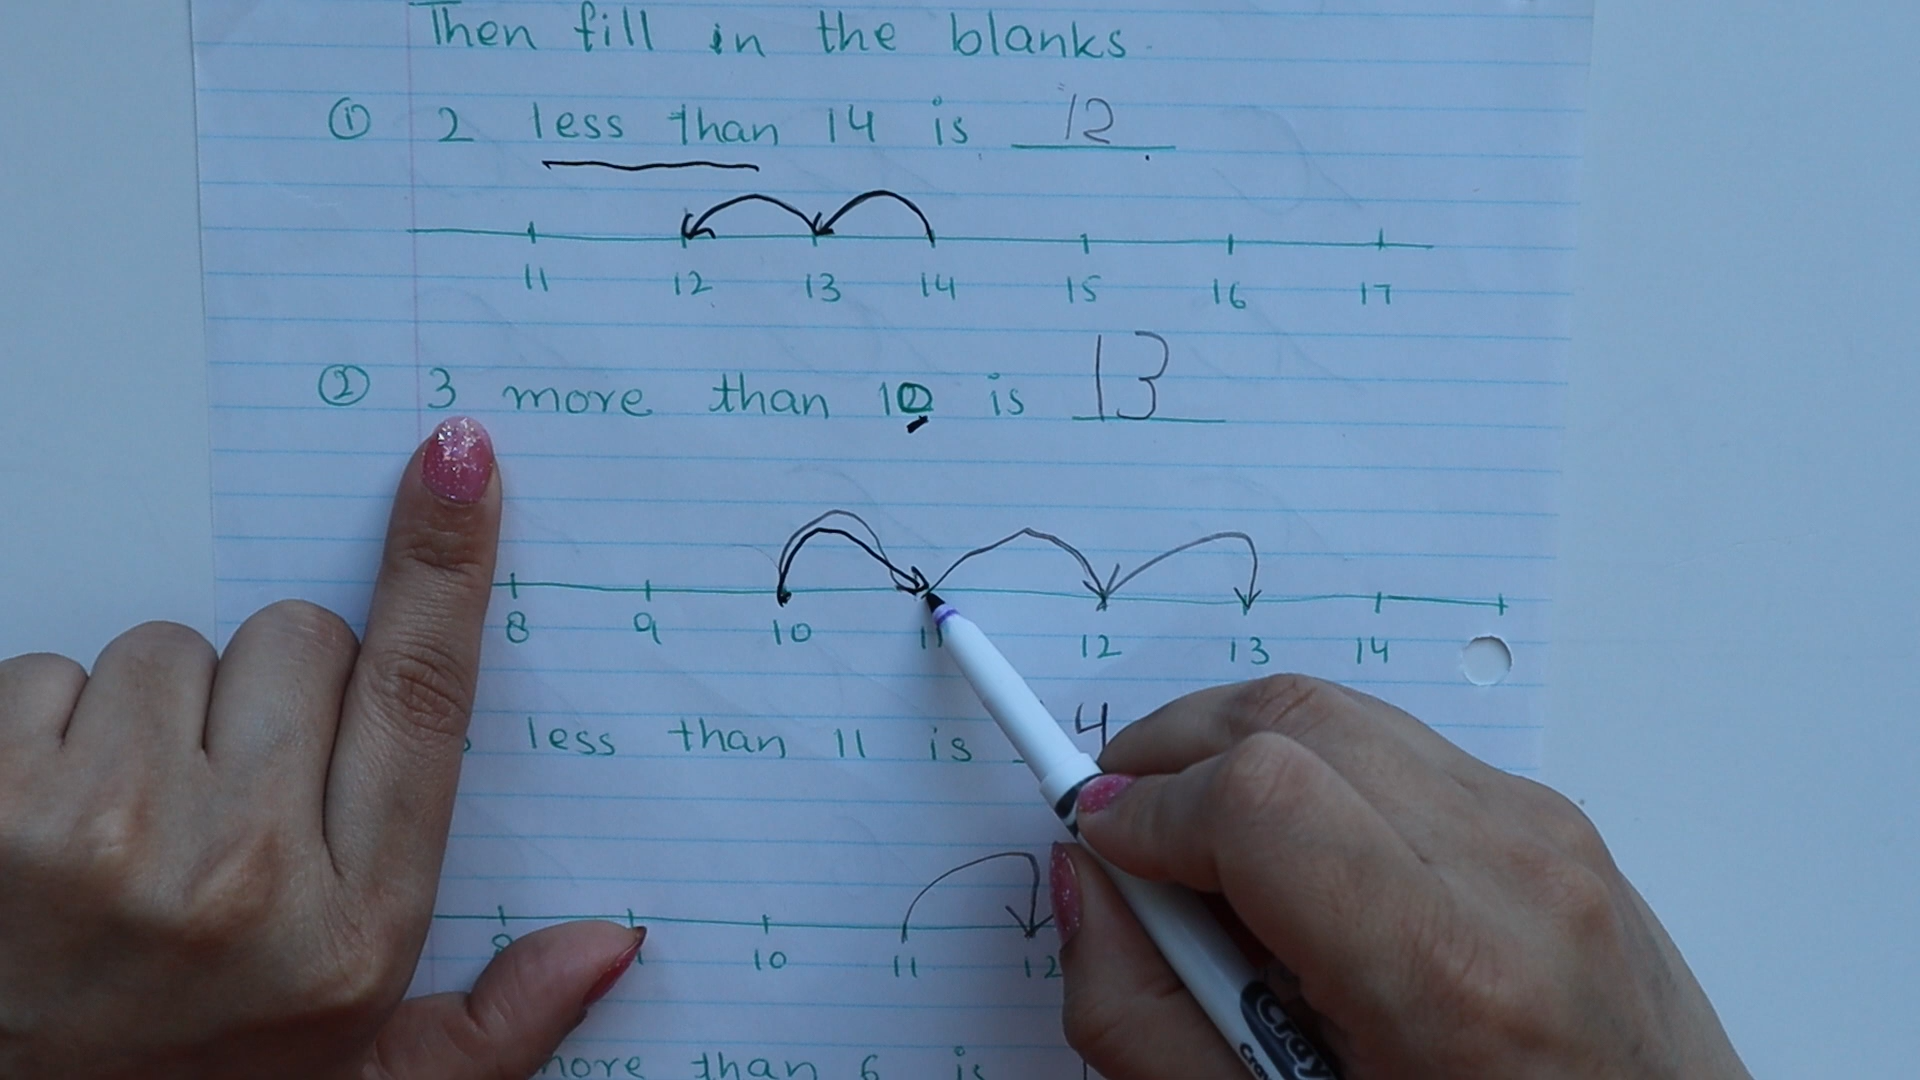 Then fill in the blanks.
① 2 less than 14 is 12
11 12 13 14 15 16 17
② 3 more than 10 is 13
8 9 10 11 12 13 14
less than 11 is
10 11 12
more than 6 is